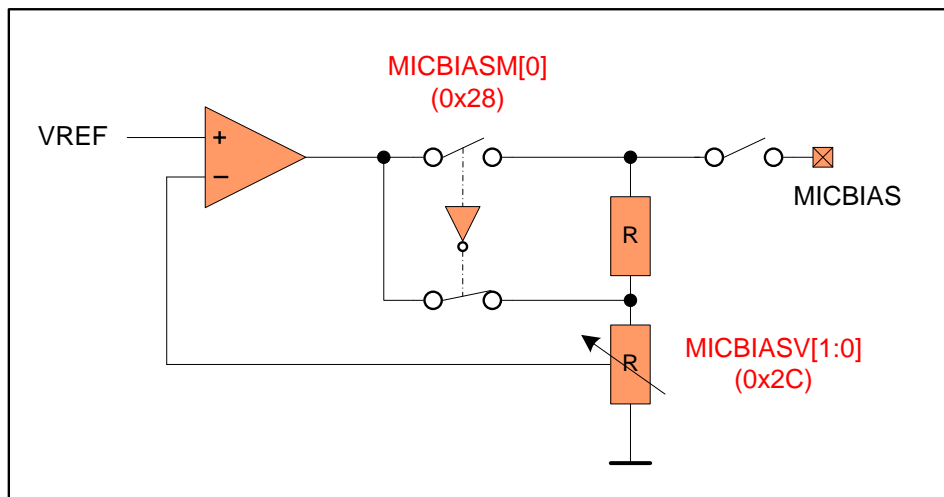 MICBIASM[0]
(0x28)
VREF
+
−
MICBIAS
R
R
MICBIASV[1:0]
(0x2C)